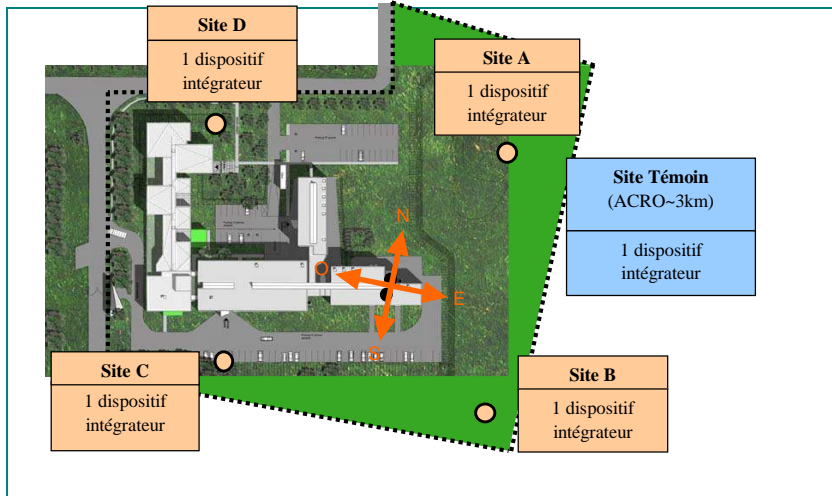 Site D
1 dispositif
intégrateur
Site A
1 dispositif
intégrateur
Site Témoin
(ACRO~3km)
1 dispositif
intégrateur
N
O
E
S
Site C
1 dispositif
intégrateur
Site B
1 dispositif
intégrateur